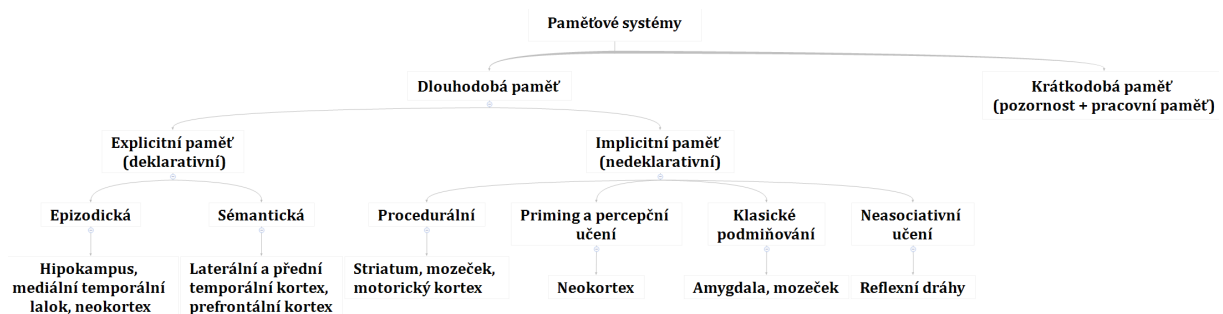 Paměťové systémy
Dlouhodobá paměť
Krátkodobá paměť
(pozornost + pracovní paměť)
Explicitní paměť
(deklarativní)
Implicitní paměť
(nedeklarativní)
Epizodická
Sémantická
Procedurální
Priming a percepční
učení
Klasické
podmiňování
Neasociativní
učení
Hipokampus,
mediální temporální
lalok, neokortex
Laterální a přední
temporální kortex,
prefrontální kortex
Striatum, mozeček,
motorický kortex
Neokortex
Amygdala, mozeček
Reflexní dráhy